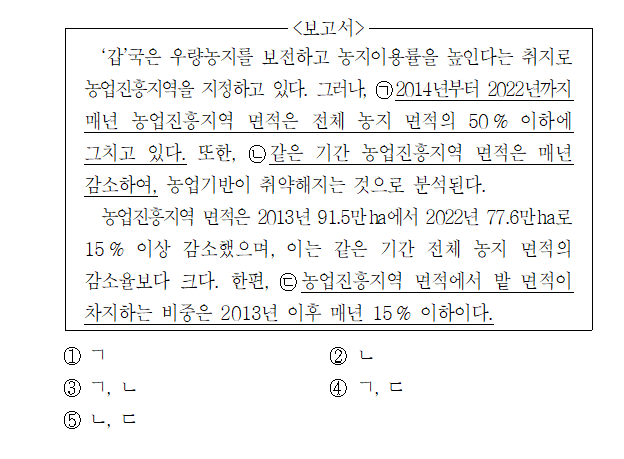 <보고서>
‘갑’국은 우량농지를 보전하고 농지이용률을 높인다는 취지로
농업진흥지역을 지정하고 있다. 그러나, ㉠2014년부터 2022년까지
매년 농업진흥지역 면적은 전체 농지 면적의 50 % 이하에
그치고 있다. 또한, ㉡같은 기간 농업진흥지역 면적은 매년
감소하여, 농업기반이 취약해지는 것으로 분석된다.
농업진흥지역 면적은 2013년 91.5만 ha에서 2022년 77.6만 ha로
15 % 이상 감소했으며, 이는 같은 기간 전체 농지 면적의
감소율보다 크다. 한편, ㉢농업진흥지역 면적에서 밭 면적이
차지하는 비중은 2013년 이후 매년 15 % 이하이다.
① ㄱ ② ㄴ
③ ㄱ, ㄴ ④ ㄱ, ㄷ
⑤ ㄴ, ㄷ